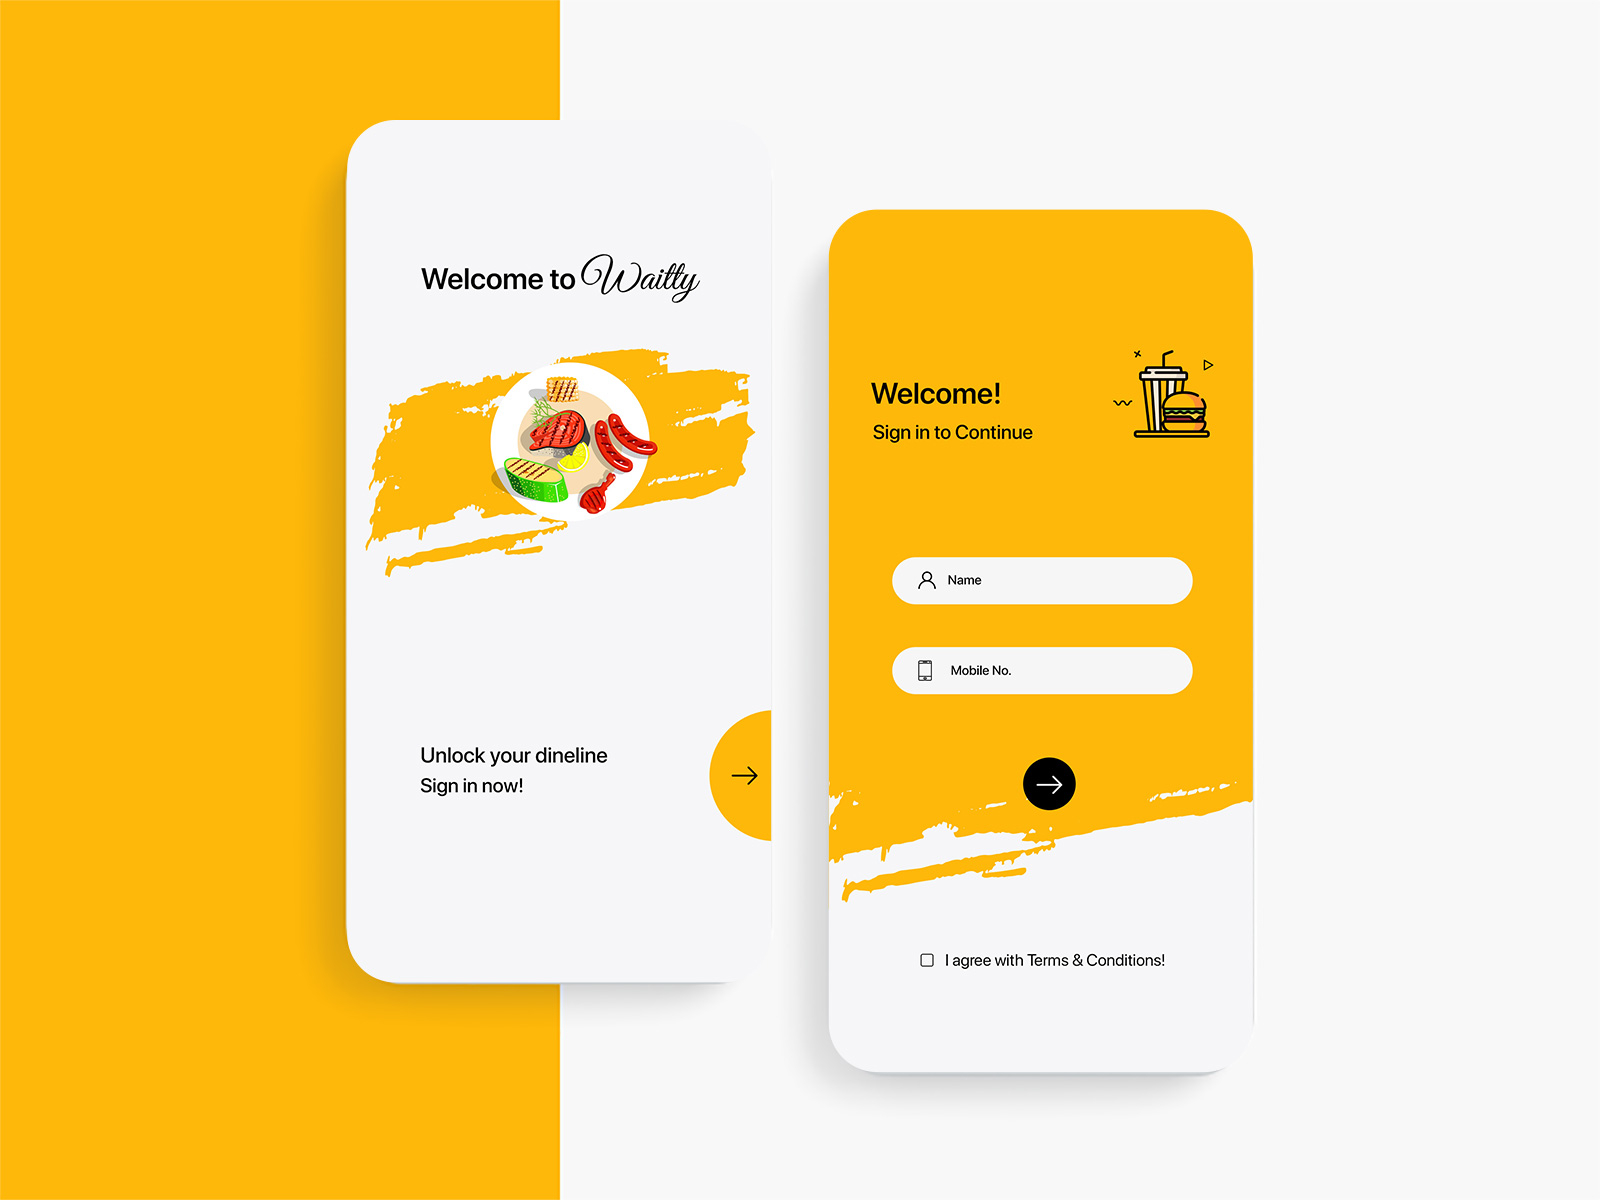 Welcome to Waitty
Unlock your dineline
Sign in now!
Welcome!
Sign in to Continue
Name
Mobile No.
I agree with Terms & Conditions!